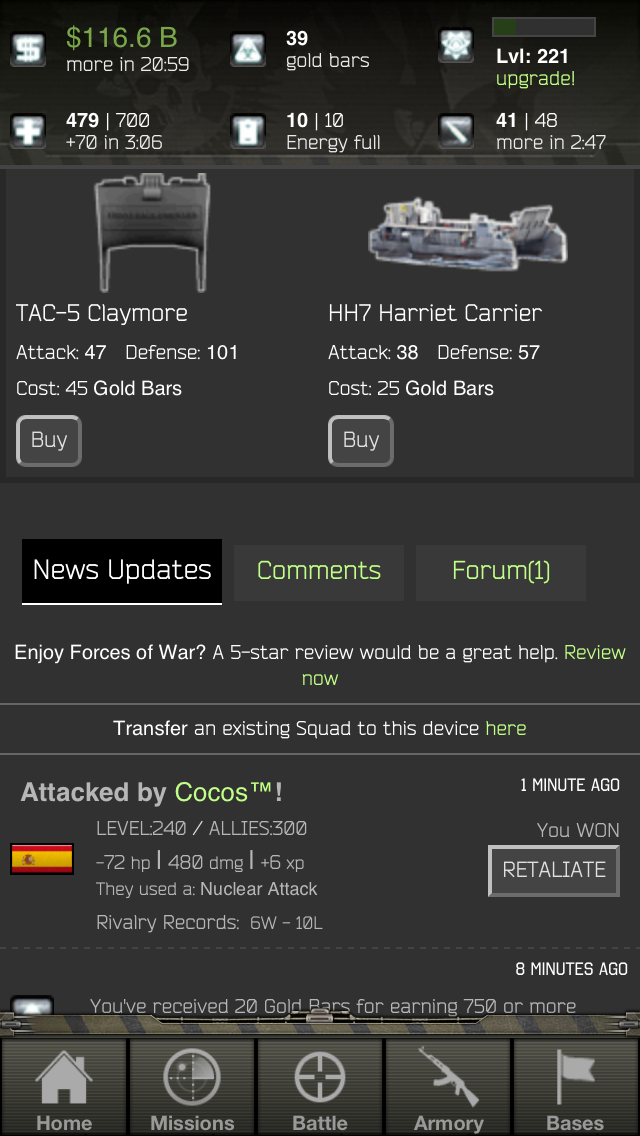 $116.6 B
more in 20:59
39
gold bars
Lvl: 221
upgrade!
479 | 700
+70 in 3:06
10 | 10
Energy full
41 | 48
more in 2:47
TAC-5 Claymore
Attack: 47 Defense: 101
Cost: 45 Gold Bars
Buy
HH7 Harriet Carrier
Attack: 38 Defense: 57
Cost: 25 Gold Bars
Buy
News Updates Comments Forum(1)
Enjoy Forces of War? A 5-star review would be a great help. Review
now
Transfer an existing Squad to this device here
1 MINUTE AGO
Attacked by Cocos™!
LEVEL:240 / ALLIES:300
You WON
-72 hp | 480 dmg | +6 xp
RETALIATE
They used a: Nuclear Attack
Rivalry Records: 6W - 10L
8 MINUTES AGO
You've received 20 Gold Bars for earning 750 or more
Home Missions Battle Armory Bases